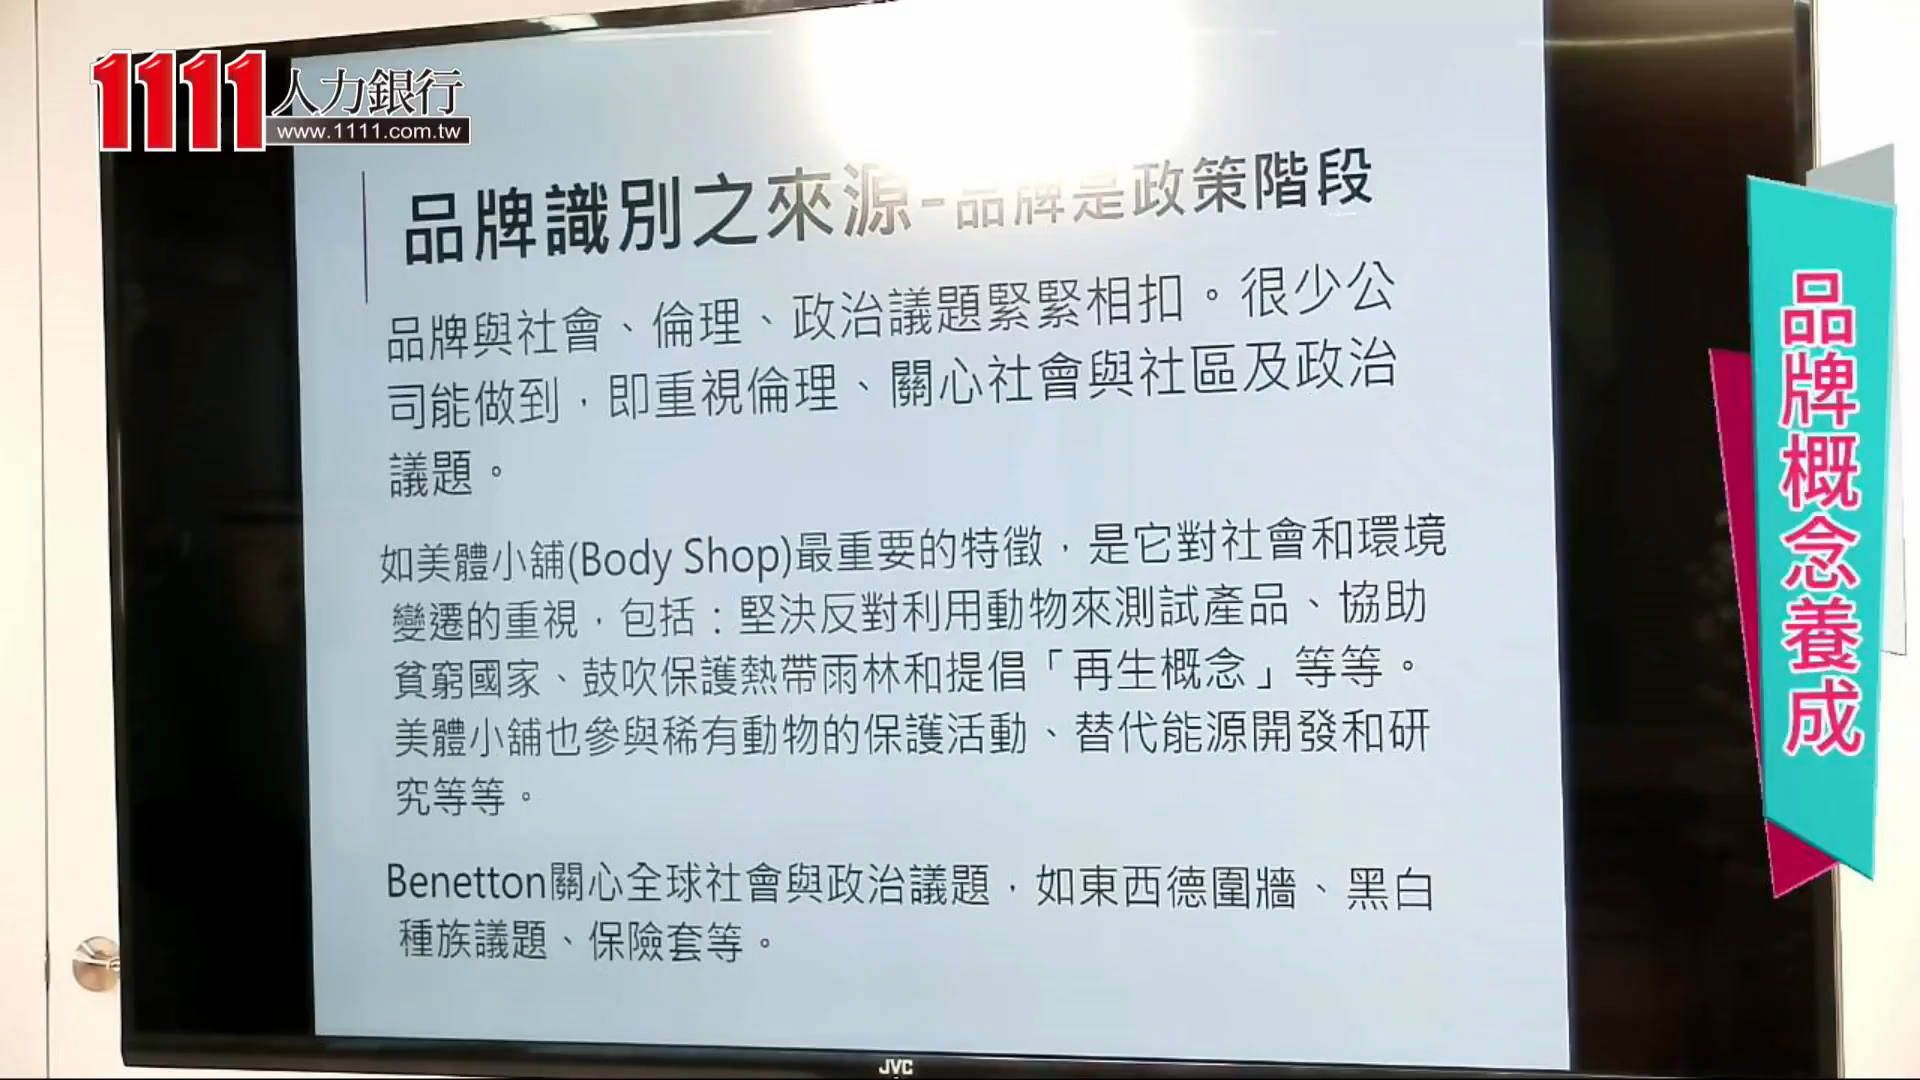 1111人力銀行
www.1111.com.tw
品牌識別之來源-品牌是政策階段
品牌與社會、倫理、政治議題緊緊相扣。很少公
司能做到，即重視倫理、關心社會與社區及政治
議題。
如美體小舖(Body Shop)最重要的特徵，是它對社會和環境
變遷的重視，包括：堅決反對利用動物來測試產品、協助
貧窮國家、鼓吹保護熱帶雨林和提倡「再生概念」等等。
美體小舖也參與稀有動物的保護活動、替代能源開發和研
究等等。
Benetton關心全球社會與政治議題，如東西德圍牆、黑白
種族議題、保險套等。
品牌概念養成
JVC